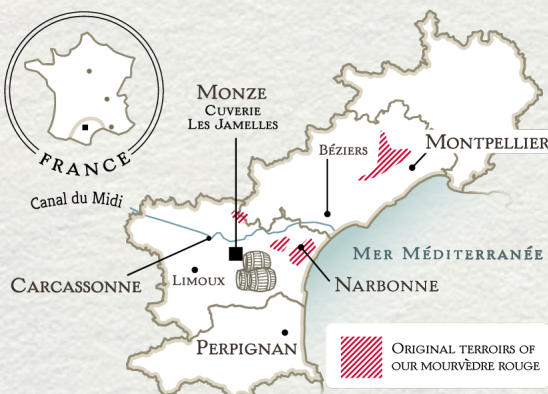 FRANCE
Canal du Midi
MONZE
CUVERIE
LES JAMELLES
BÉZIERS
MONTPELLIER
MER MÉDITERRANÉE
CARCASSONNE
LIMOUX
NARBONNE
PERPIGNAN
ORIGINAL TERROIRS OF
OUR MOURVÈDRE ROUGE